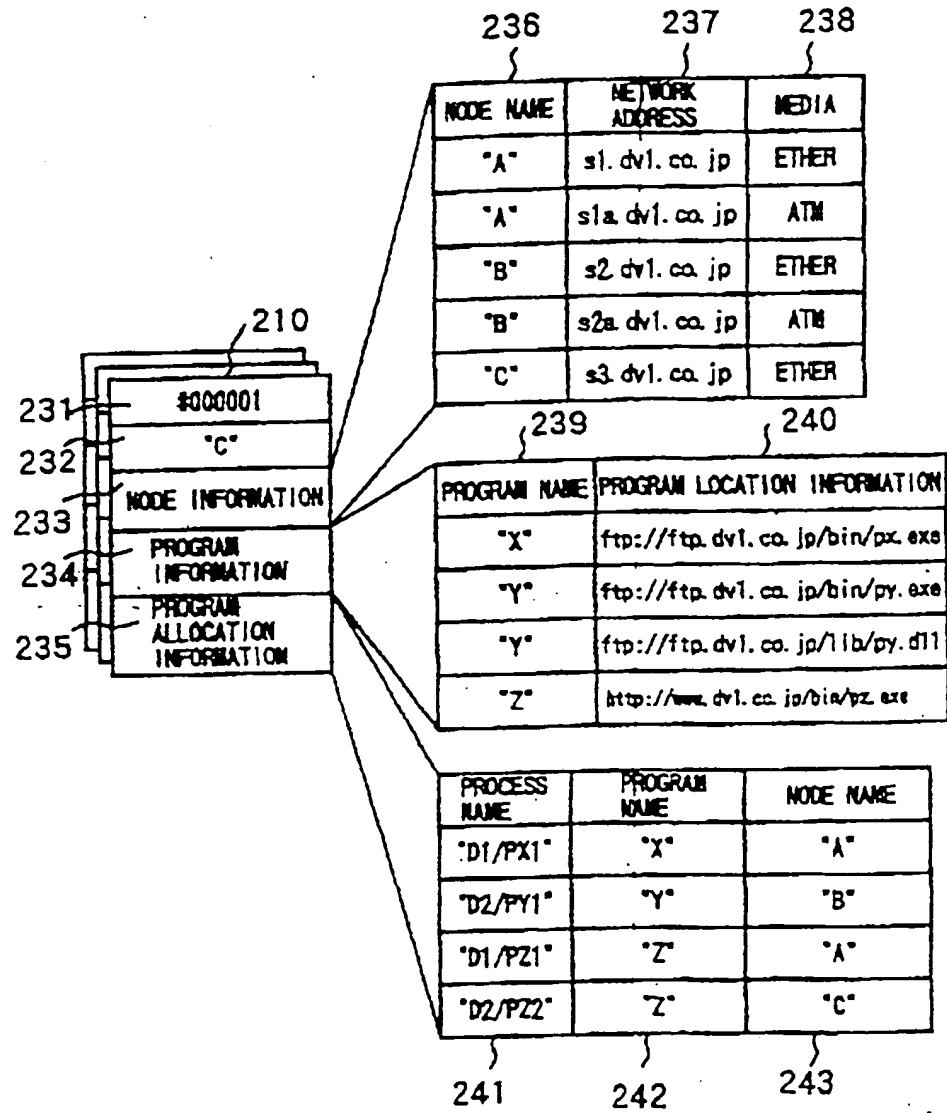 236 237 238
NODE NAME NETWORK ADDRESS MEDIA
"A" s1.dv1.co.jp ETHER
"A" s1a.dv1.co.jp ATM
"B" s2.dv1.co.jp ETHER
"B" s2a.dv1.co.jp ATM
"C" s3.dv1.co.jp ETHER
210
231 #000001
232 "C"
233 NODE INFORMATION
234 PROGRAM INFORMATION
235 PROGRAM ALLOCATION INFORMATION
239 240
PROGRAM NAME PROGRAM LOCATION INFORMATION
"X" ftp://ftp.dv1.co.jp/bin/px.exe
"Y" ftp://ftp.dv1.co.jp/bin/py.exe
"Y" ftp://ftp.dv1.co.jp/lib/py.dll
"Z" http://www.dv1.co.jp/bin/pz.exe
PROCESS NAME PROGRAM NAME NODE NAME
"D1/PX1" "X" "A"
"D2/PY1" "Y" "B"
"D1/PZ1" "Z" "A"
"D2/PZ2" "Z" "C"
241 242 243